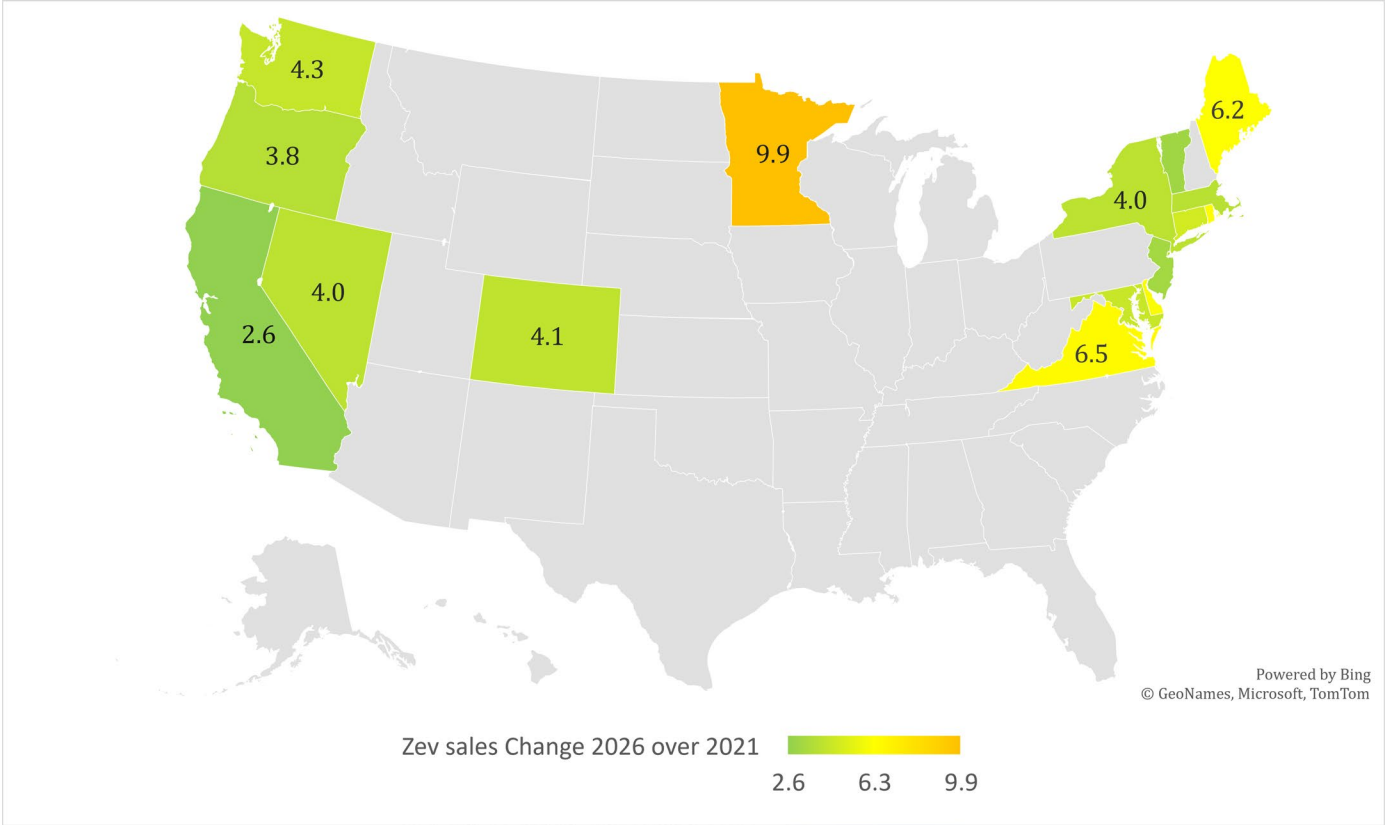 4.3
3.8
9.9
6.2
4.0
4.0
2.6
4.1
6.5
Powered by Bing
© GeoNames, Microsoft, TomTom
Zev sales Change 2026 over 2021
2.6 6.3 9.9